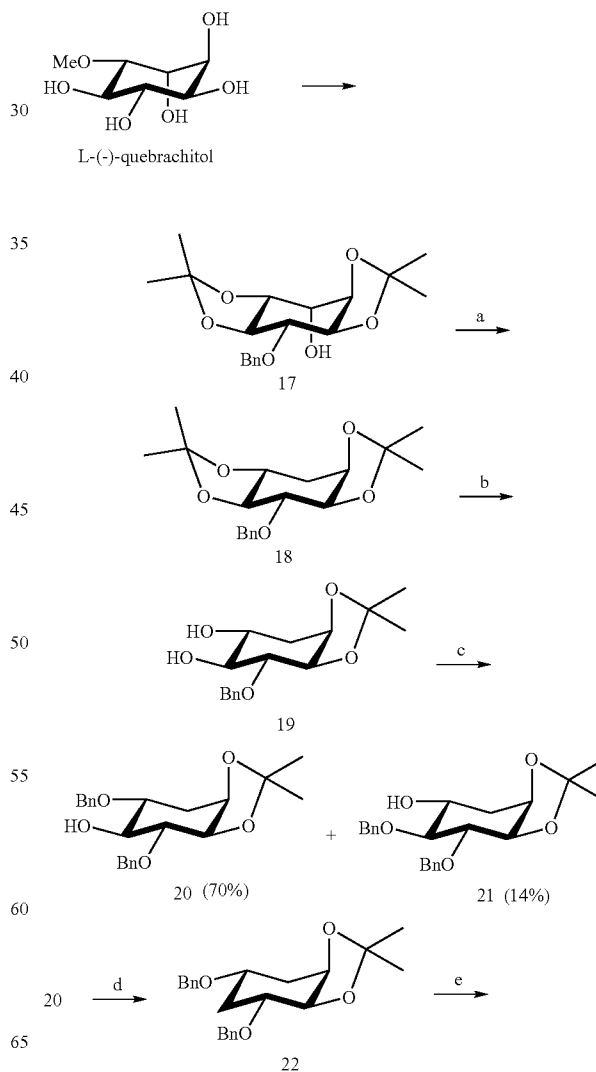 OH
MeO
HO
OH
HO
OH
30
L-(-)-quebrachitol
35
O
O
O
O
a
BnO
OH
40
17
O
O
O
O
b
45
BnO
18
O
HO
50
HO
O
c
BnO
19
55
O
O
BnO
HO
HO
O
+
BnO
O
BnO
BnO
20 (70%)
21 (14%)
60
O
BnO
20
d
O
e
BnO
65
22